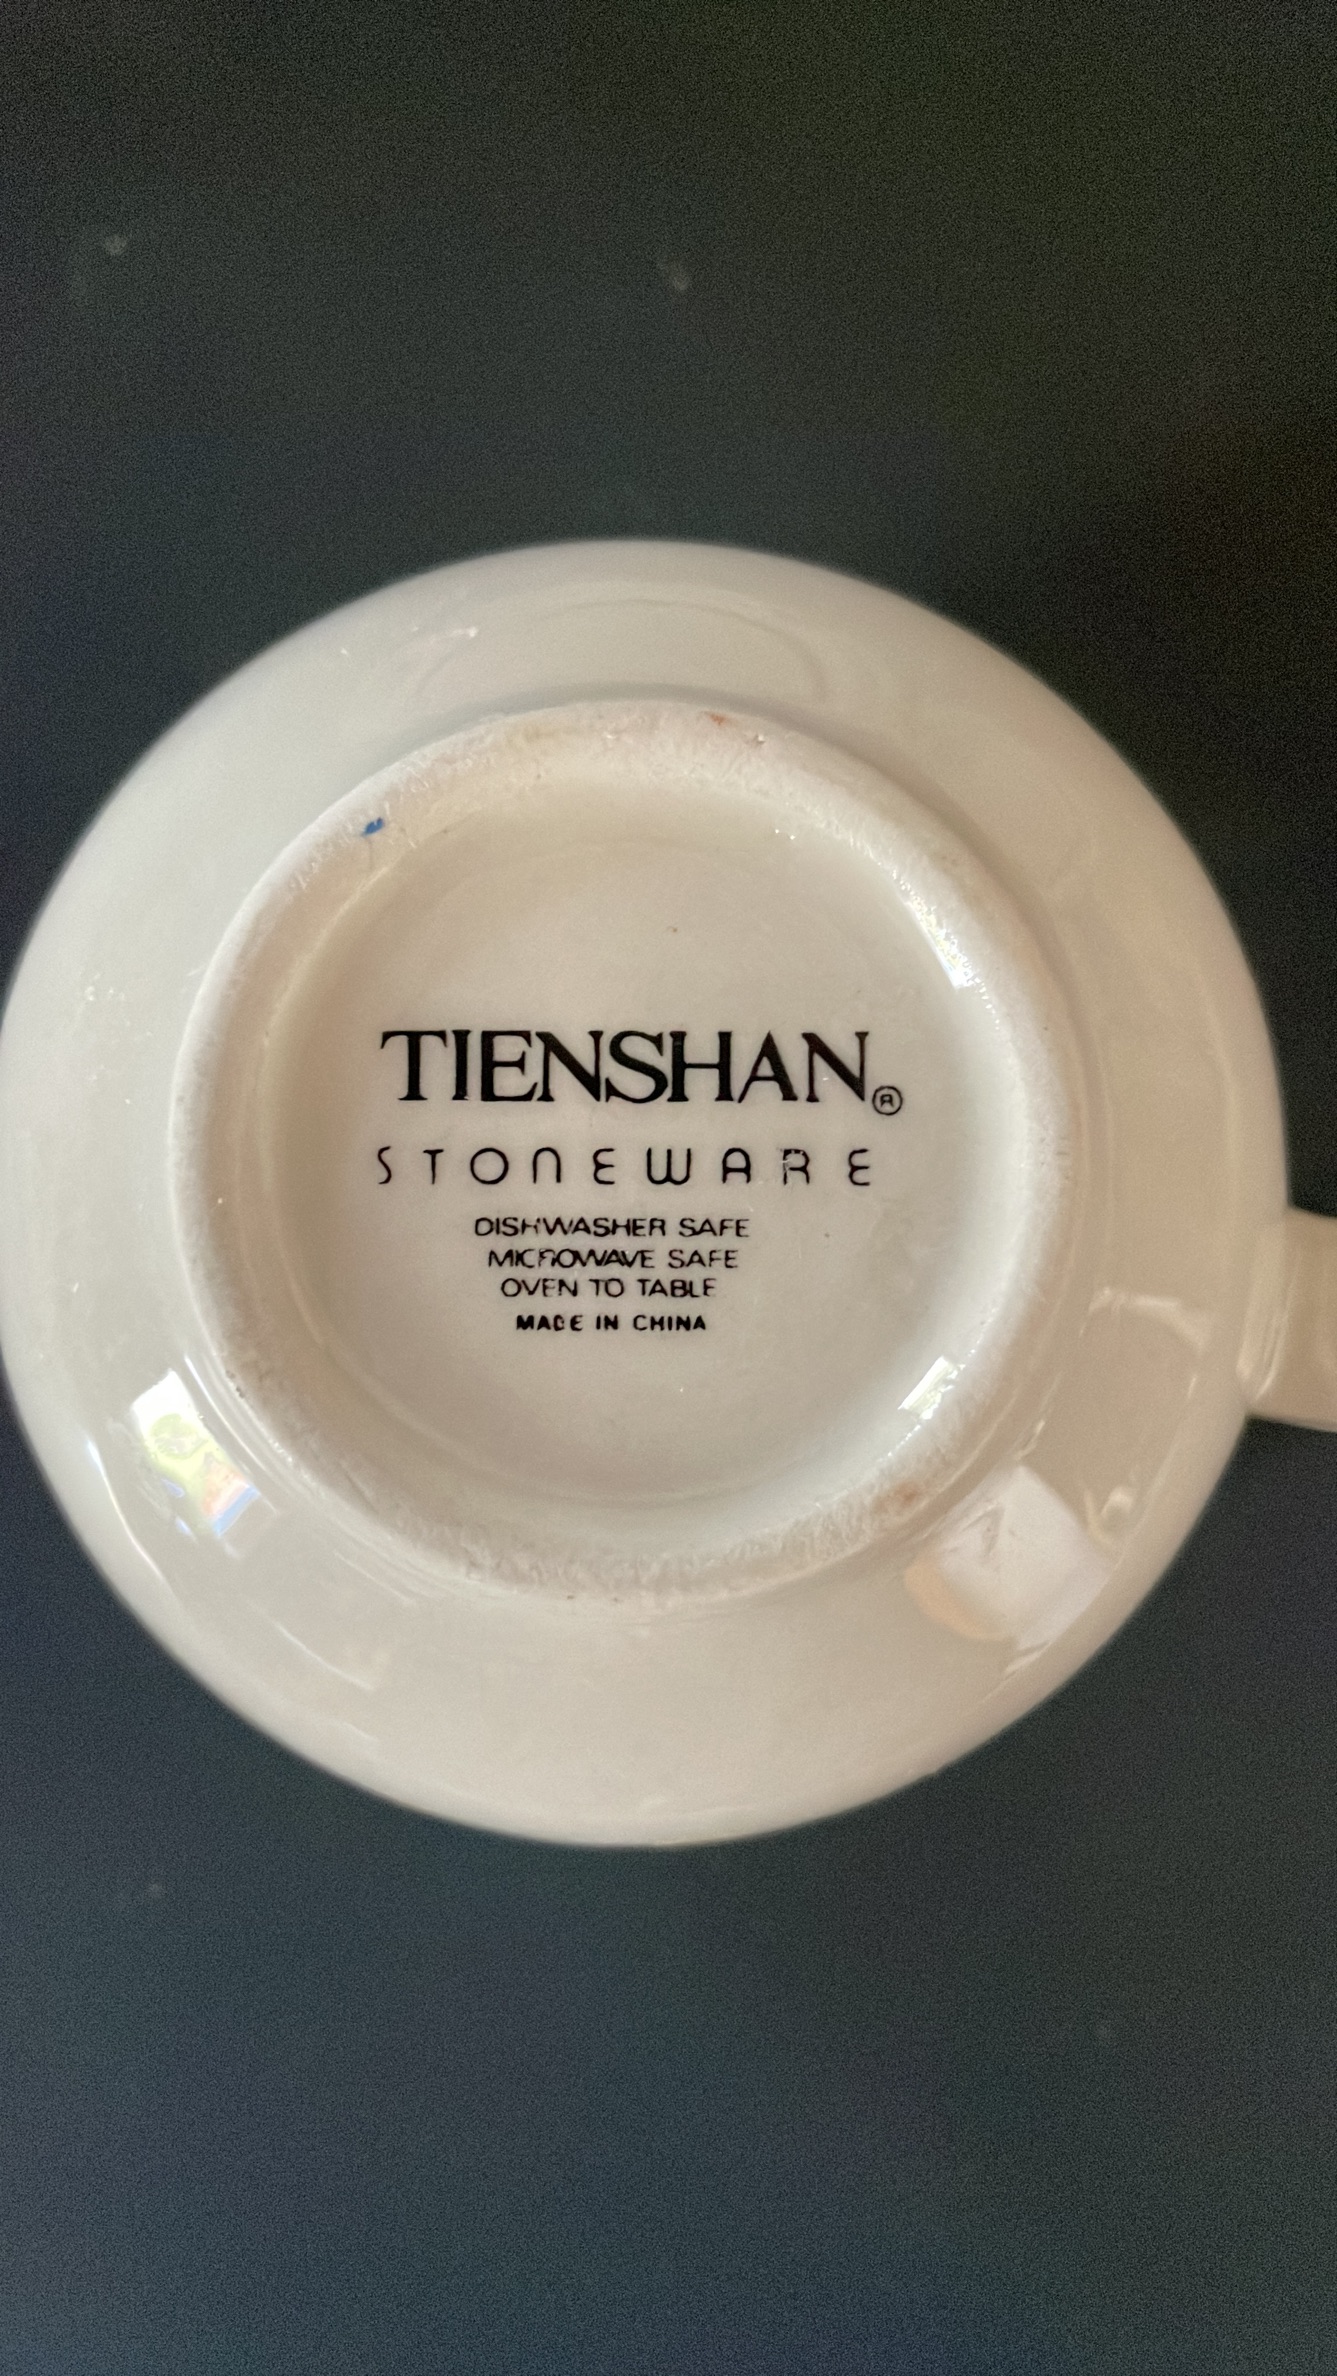 TIENSHAN®
STONEWARE
DISHWASHER SAFE
MICROWAVE SAFE
OVEN TO TABLE
MADE IN CHINA